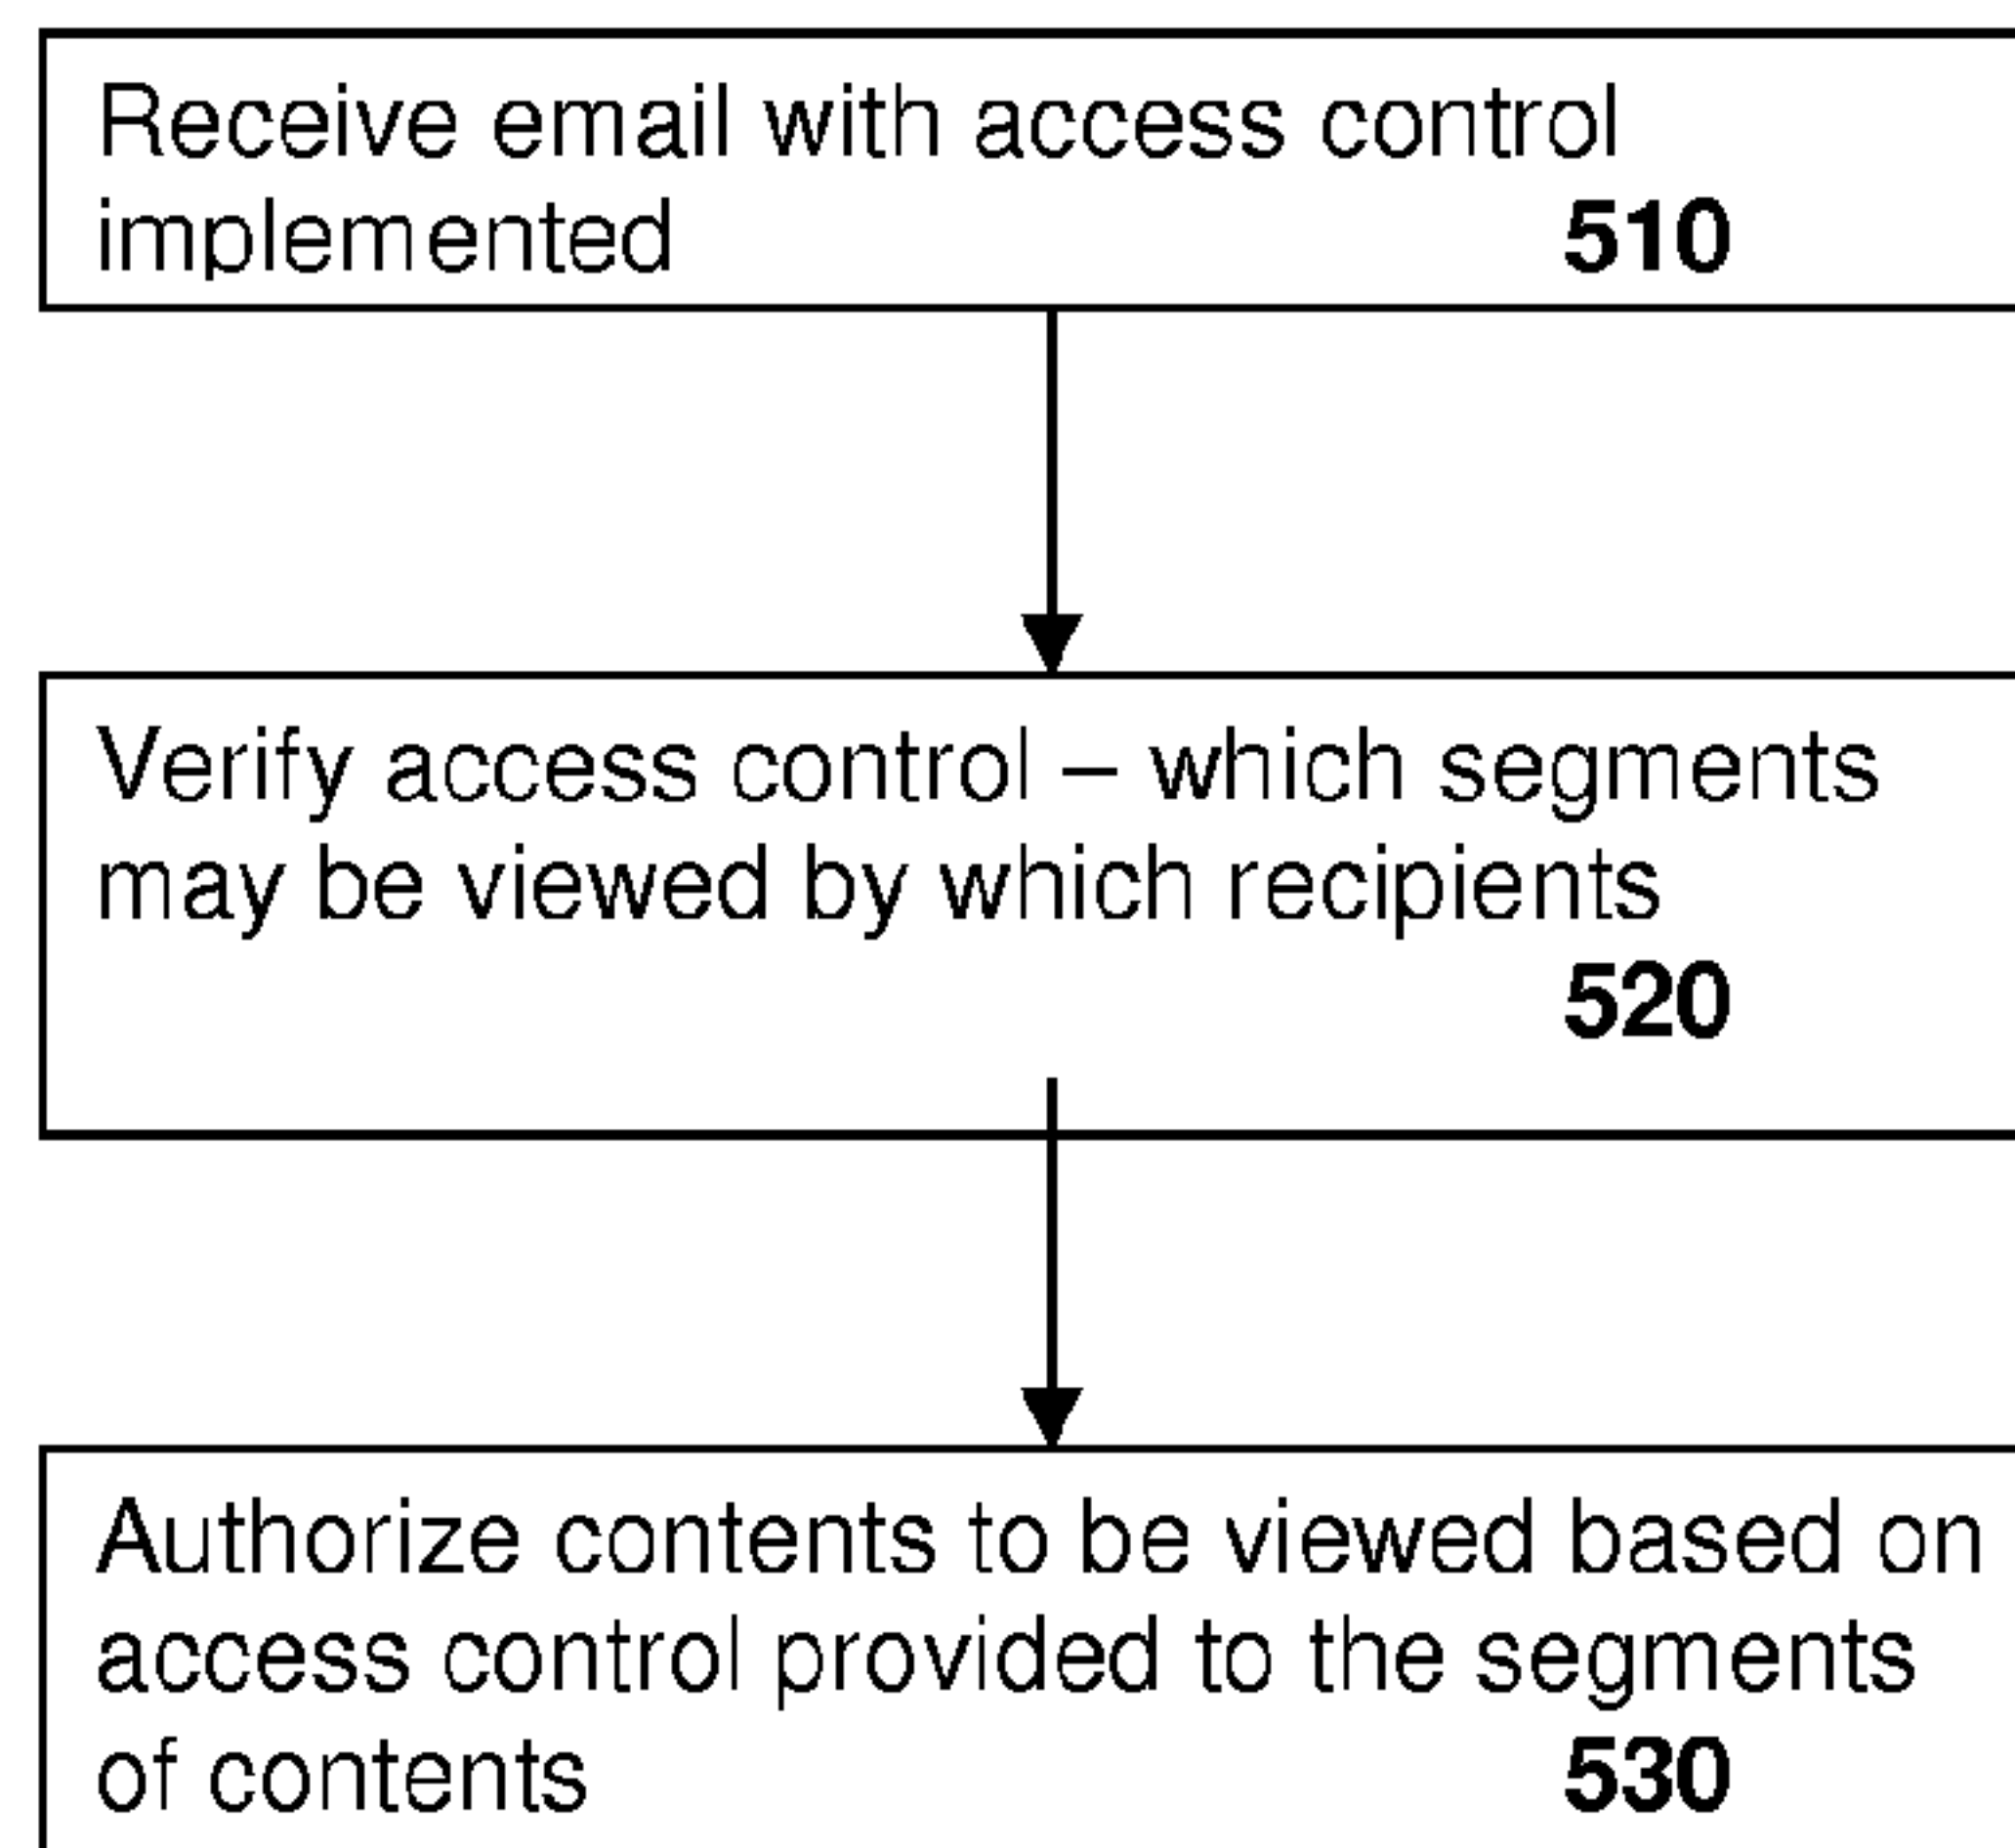 Receive email with access control
implemented 510
Verify access control – which segments
may be viewed by which recipients
520
Authorize contents to be viewed based on
access control provided to the segments
of contents 530